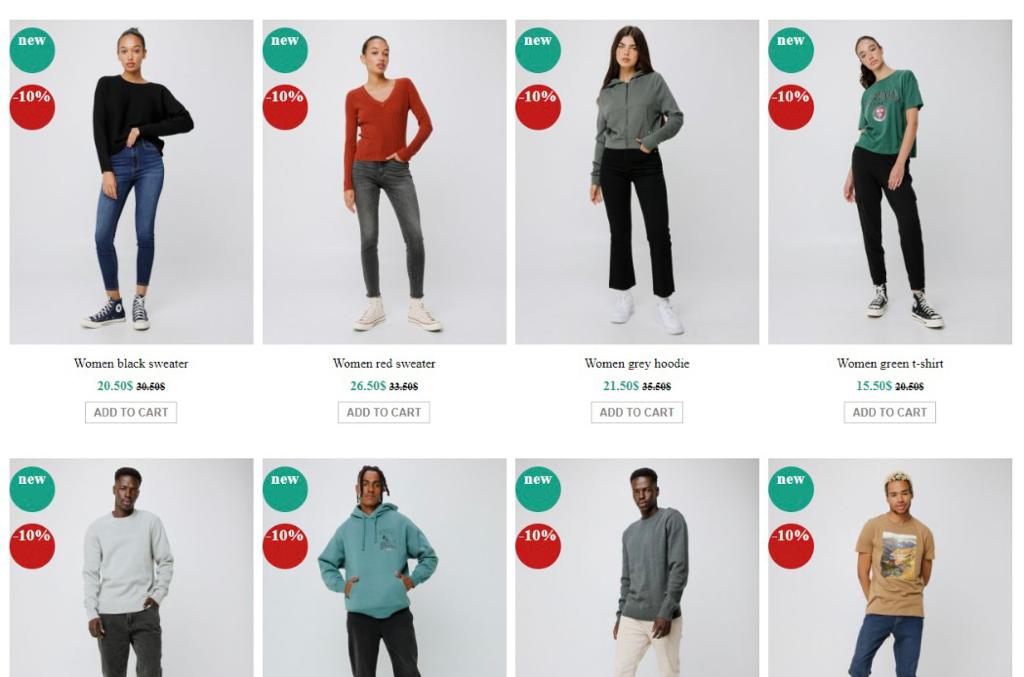 new
new
new
new
-10%
-10%
-10%
-10%
Women black sweater
Women red sweater
Women grey hoodie
Women green t-shirt
20.50$ 30.50$
26.50$ 33.50$
21.50$ 35.50$
15.50$ 20.50$
ADD TO CART
ADD TO CART
ADD TO CART
ADD TO CART
new
new
new
new
-10%
-10%
-10%
-10%